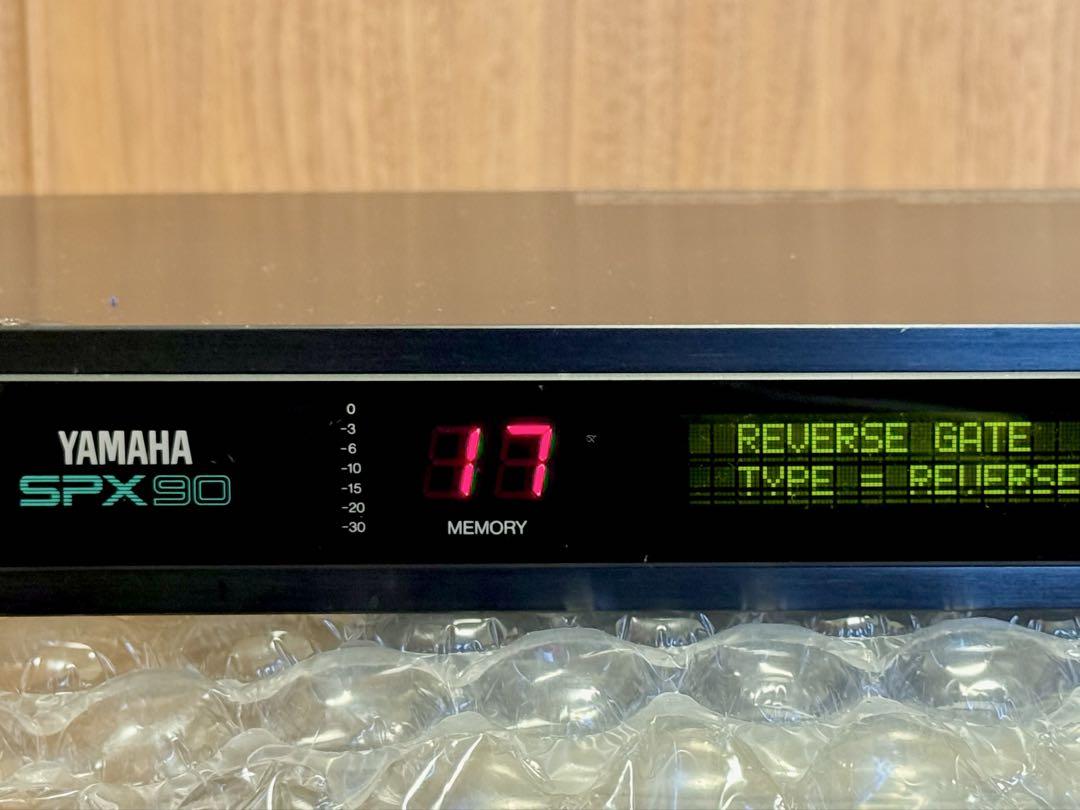 YAMAHA
SPX90
0
-3
-6
-10
-15
-20
-30
17
MEMORY
REVERSE GATE
TYPE = REVERSE